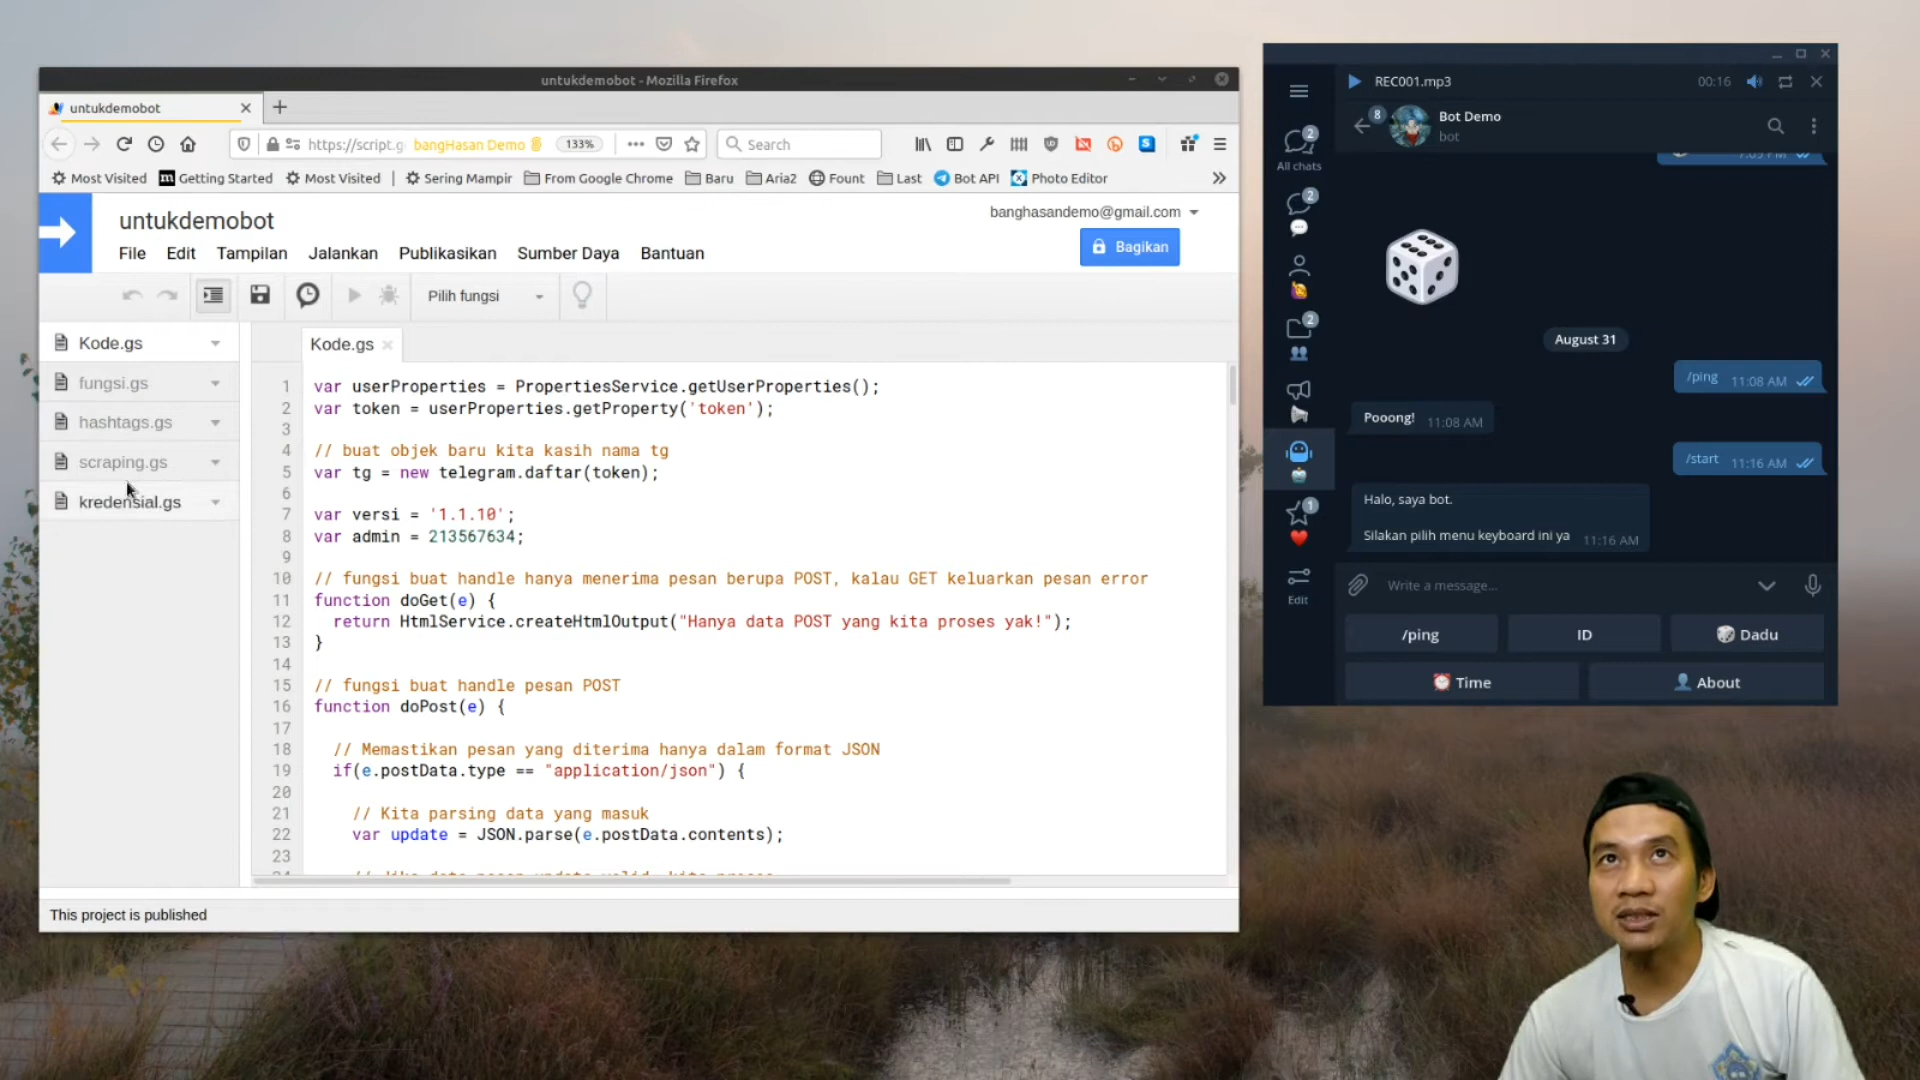 untukdemobot - Mozilla Firefox
untukdemobot
https://script.g
bangHasan Demo
133%
Search
Most Visited
Getting Started
Most Visited
Sering Mampir
From Google Chrome
Baru
Aria2
Fount
Last
Bot API
Photo Editor
untukdemobot
banghasandemo@gmail.com
File Edit Tampilan Jalankan Publikasikan Sumber Daya Bantuan
Bagikan
Pilih fungsi
Kode.gs
fungsi.gs
hashtags.gs
scraping.gs
kredensial.gs
Kode.gs
1 var userProperties = PropertiesService.getUserProperties();
2 var token = userProperties.getProperty('token');
3
4 // buat objek baru kita kasih nama tg
5 var tg = new telegram.daftar(token);
6
7 var versi = '1.1.10';
8 var admin = 213567634;
9
10 // fungsi buat handle hanya menerima pesan berupa POST, kalau GET keluarkan pesan error
11 function doGet(e) {
12 return HtmlService.createHtmlOutput("Hanya data POST yang kita proses yak!");
13 }
14
15 // fungsi buat handle pesan POST
16 function doPost(e) {
17
18 // Memastikan pesan yang diterima hanya dalam format JSON
19 if(e.postData.type == "application/json") {
20
21 // Kita parsing data yang masuk
22 var update = JSON.parse(e.postData.contents);
23
This project is published
REC001.mp3
00:16
8
Bot Demo
bot
2
All chats
2
2
1
Edit
August 31
/ping 11:08 AM
Pooong! 11:08 AM
/start 11:16 AM
Halo, saya bot.
Silakan pilih menu keyboard ini ya 11:16 AM
Write a message...
/ping
ID
Dadu
Time
About